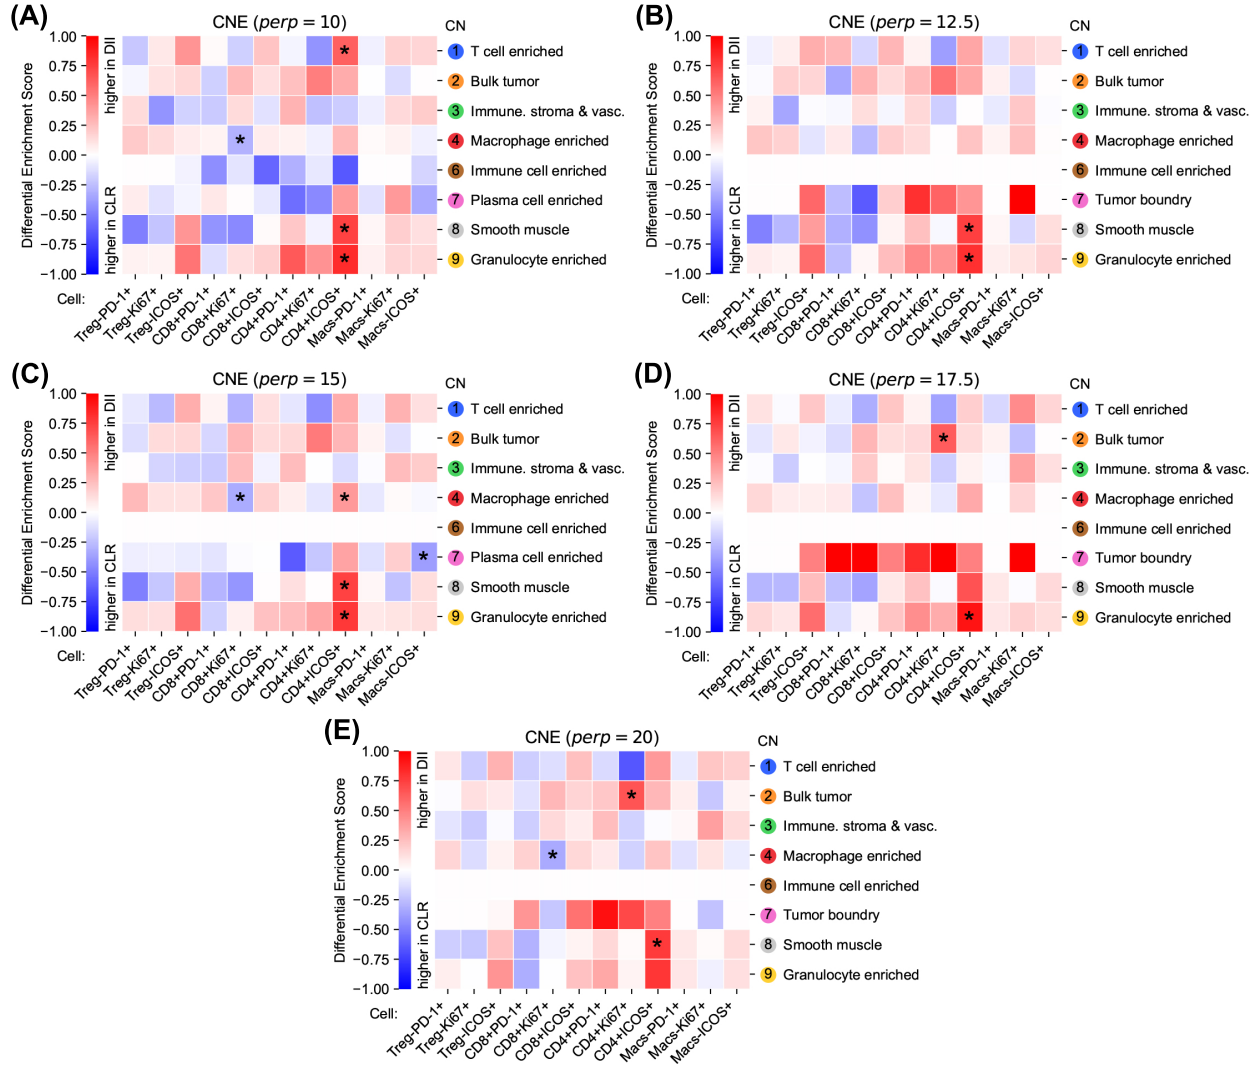 (A)
CNE (perp = 10)
CN
Differential Enrichment Score
1.00
0.75
0.50
0.25
0.00
−0.25
−0.50
−0.75
−1.00
higher in DII
higher in CLR
*
*
*
*
1 T cell enriched
2 Bulk tumor
3 Immune. stroma & vasc.
4 Macrophage enriched
6 Immune cell enriched
7 Plasma cell enriched
8 Smooth muscle
9 Granulocyte enriched
Cell:
Treg-PD-1+
Treg-Ki67+
Treg-ICOS+
CD8+PD-1+
CD8+Ki67+
CD8+ICOS+
CD4+PD-1+
CD4+Ki67+
CD4+ICOS+
Macs-PD-1+
Macs-Ki67+
Macs-ICOS+
(B)
CNE (perp = 12.5)
CN
Differential Enrichment Score
1.00
0.75
0.50
0.25
0.00
−0.25
−0.50
−0.75
−1.00
higher in DII
higher in CLR
*
*
1 T cell enriched
2 Bulk tumor
3 Immune. stroma & vasc.
4 Macrophage enriched
6 Immune cell enriched
7 Tumor boundry
8 Smooth muscle
9 Granulocyte enriched
Cell:
Treg-PD-1+
Treg-Ki67+
Treg-ICOS+
CD8+PD-1+
CD8+Ki67+
CD8+ICOS+
CD4+PD-1+
CD4+Ki67+
CD4+ICOS+
Macs-PD-1+
Macs-Ki67+
Macs-ICOS+
(C)
CNE (perp = 15)
CN
Differential Enrichment Score
1.00
0.75
0.50
0.25
0.00
−0.25
−0.50
−0.75
−1.00
higher in DII
higher in CLR
*
*
*
*
*
1 T cell enriched
2 Bulk tumor
3 Immune. stroma & vasc.
4 Macrophage enriched
6 Immune cell enriched
7 Plasma cell enriched
8 Smooth muscle
9 Granulocyte enriched
Cell:
Treg-PD-1+
Treg-Ki67+
Treg-ICOS+
CD8+PD-1+
CD8+Ki67+
CD8+ICOS+
CD4+PD-1+
CD4+Ki67+
CD4+ICOS+
Macs-PD-1+
Macs-Ki67+
Macs-ICOS+
(D)
CNE (perp = 17.5)
CN
Differential Enrichment Score
1.00
0.75
0.50
0.25
0.00
−0.25
−0.50
−0.75
−1.00
higher in DII
higher in CLR
*
*
1 T cell enriched
2 Bulk tumor
3 Immune. stroma & vasc.
4 Macrophage enriched
6 Immune cell enriched
7 Tumor boundry
8 Smooth muscle
9 Granulocyte enriched
Cell:
Treg-PD-1+
Treg-Ki67+
Treg-ICOS+
CD8+PD-1+
CD8+Ki67+
CD8+ICOS+
CD4+PD-1+
CD4+Ki67+
CD4+ICOS+
Macs-PD-1+
Macs-Ki67+
Macs-ICOS+
(E)
CNE (perp = 20)
CN
Differential Enrichment Score
1.00
0.75
0.50
0.25
0.00
−0.25
−0.50
−0.75
−1.00
higher in DII
higher in CLR
*
*
*
1 T cell enriched
2 Bulk tumor
3 Immune. stroma & vasc.
4 Macrophage enriched
6 Immune cell enriched
7 Tumor boundry
8 Smooth muscle
9 Granulocyte enriched
Cell:
Treg-PD-1+
Treg-Ki67+
Treg-ICOS+
CD8+PD-1+
CD8+Ki67+
CD8+ICOS+
CD4+PD-1+
CD4+Ki67+
CD4+ICOS+
Macs-PD-1+
Macs-Ki67+
Macs-ICOS+